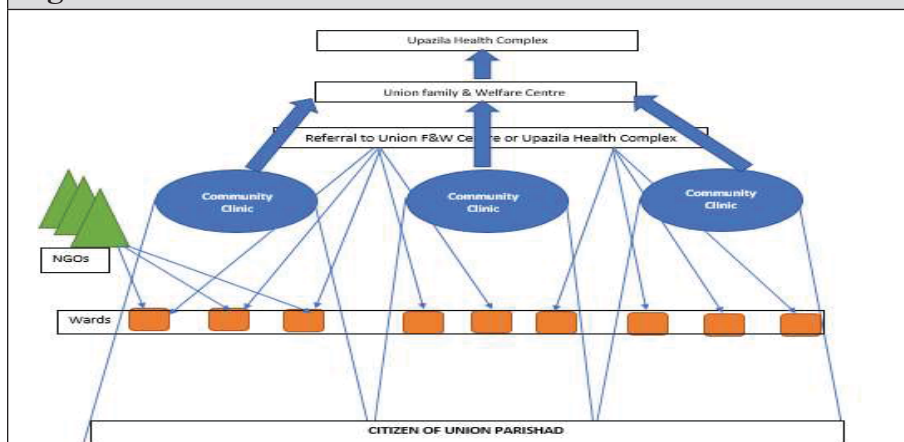 Upazila Health Complex
Union family & Welfare Centre
Referral to Union F&W Centre or Upazila Health Complex
Community
Clinic
Community
Clinic
Community
Clinic
NGOs
Wards
CITIZEN OF UNION PARISHAD